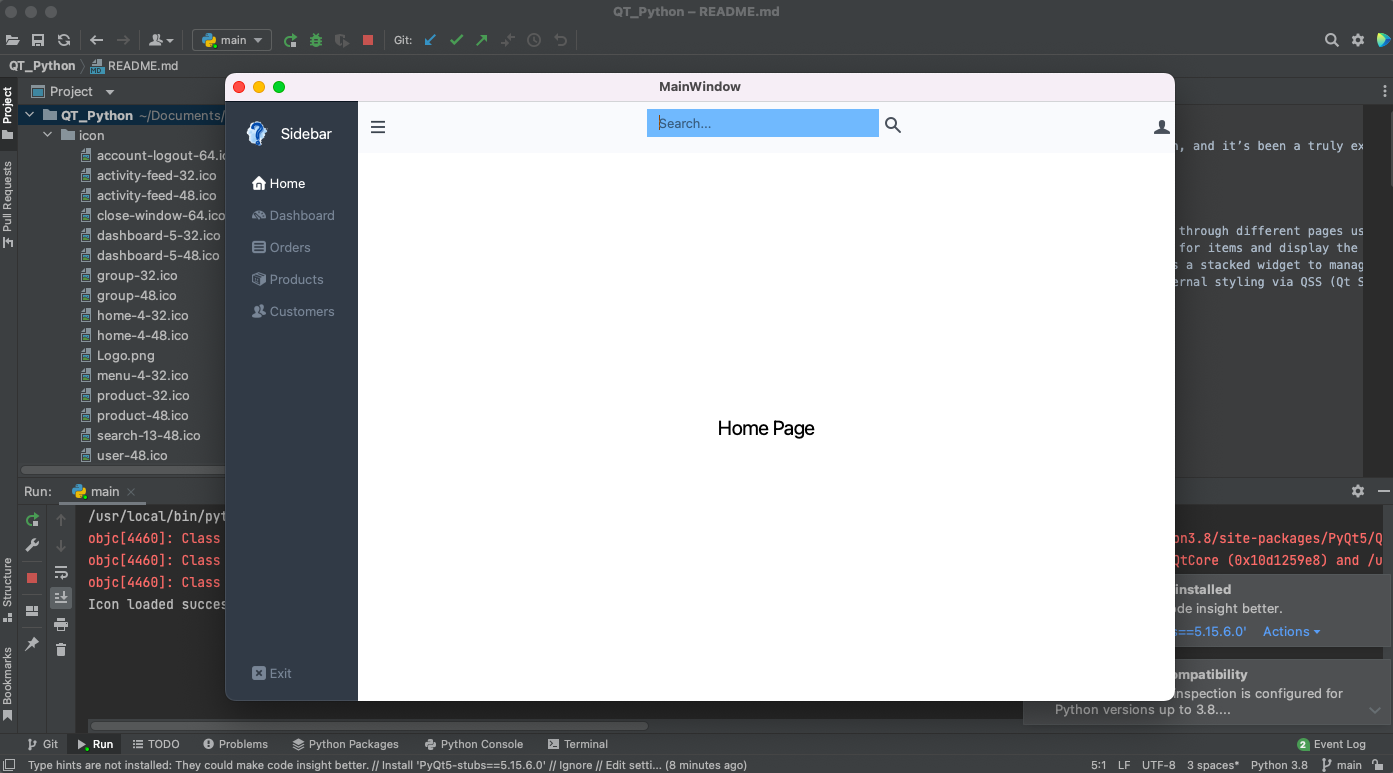 QT_Python – README.md
main
Git:
QT_Python
README.md
Project
Project
QT_Python ~/Documents/
icon
account-logout-64.ic
activity-feed-32.ico
activity-feed-48.ico
close-window-64.ico
dashboard-5-32.ico
dashboard-5-48.ico
group-32.ico
group-48.ico
home-4-32.ico
home-4-48.ico
Logo.png
menu-4-32.ico
product-32.ico
product-48.ico
search-13-48.ico
user-48.ico
Pull Requests
MainWindow
Sidebar
Search...
Home
Dashboard
Orders
Products
Customers
Home Page
Exit
, and it's been a truly ex
through different pages us
for items and display the
s a stacked widget to manag
ernal styling via QSS (Qt S
Run:
main
/usr/local/bin/pyt
objc[4460]: Class
objc[4460]: Class
objc[4460]: Class
Icon loaded succes
on3.8/site-packages/PyQt5/Q
QtCore (0x10d1259e8) and /u
installed
de insight better.
s==5.15.6.0' Actions
ompatibility
inspection is configured for
Python versions up to 3.8....
Structure
Bookmarks
Git
Run
TODO
Problems
Python Packages
Python Console
Terminal
2 Event Log
Type hints are not installed: They could make code insight better. // Install 'PyQt5-stubs==5.15.6.0' // Ignore // Edit setti... (8 minutes ago)
5:1 LF UTF-8 3 spaces* Python 3.8 main